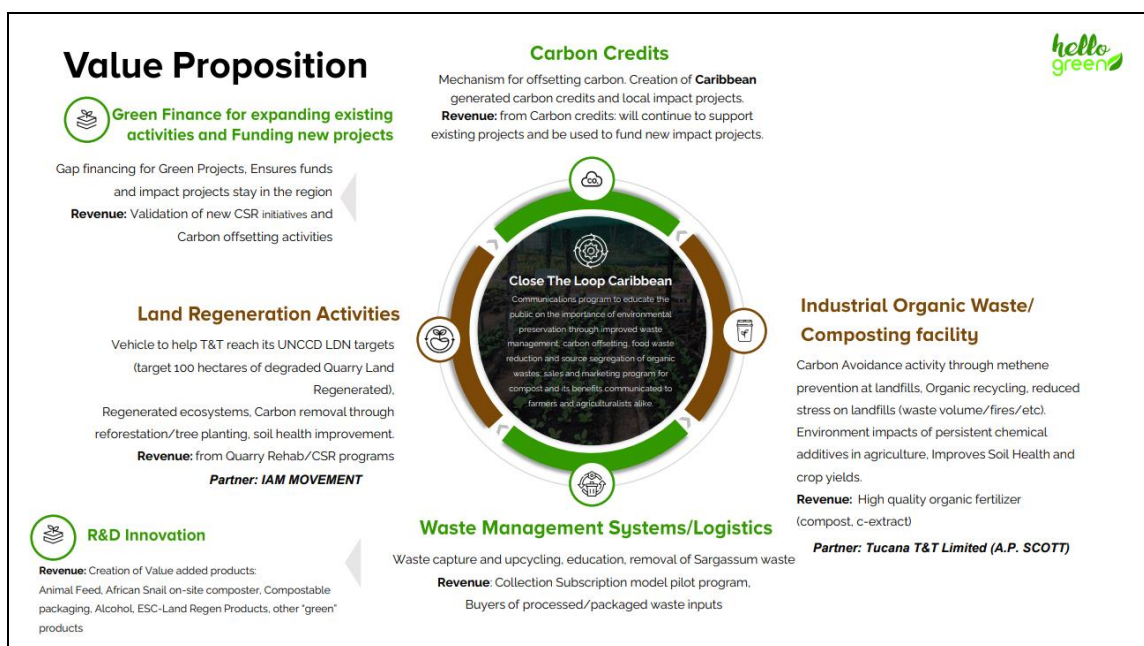 Value Proposition
Green Finance for expanding existing
activities and Funding new projects
Gap financing for Green Projects, Ensures funds
and impact projects stay in the region
Revenue: Validation of new CSR initiatives and
Carbon offsetting activities
Carbon Credits
Mechanism for offsetting carbon. Creation of Caribbean
generated carbon credits and local impact projects.
Revenue: from Carbon credits: will continue to support
existing projects and be used to fund new impact projects.
hello
green
CO₂
Close The Loop Caribbean
Communications program to educate the
public on the importance of environmental
preservation through improved waste
management; carbon offsetting, food waste
reduction and source segregation of organic
wastes; sales and marketing program for
compost and its benefits communicated to
farmers and agriculturalists alike.
Land Regeneration Activities
Vehicle to help T&T reach its UNCCD LDN targets
(target 100 hectares of degraded Quarry Land
Regenerated),
Regenerated ecosystems, Carbon removal through
reforestation/tree planting, soil health improvement.
Revenue: from Quarry Rehab/CSR programs
Partner: IAM MOVEMENT
Industrial Organic Waste/
Composting facility
Carbon Avoidance activity through methene
prevention at landfills, Organic recycling, reduced
stress on landfills (waste volume/fires/etc).
Environment impacts of persistent chemical
additives in agriculture, Improves Soil Health and
crop yields.
Revenue: High quality organic fertilizer
(compost, c-extract)
Partner: Tucana T&T Limited (A.P. SCOTT)
R&D Innovation
Revenue: Creation of Value added products:
Animal Feed, African Snail on-site composter, Compostable
packaging, Alcohol, ESC-Land Regen Products, other "green"
products
Waste Management Systems/Logistics
Waste capture and upcycling, education, removal of Sargassum waste
Revenue: Collection Subscription model pilot program,
Buyers of processed/packaged waste inputs